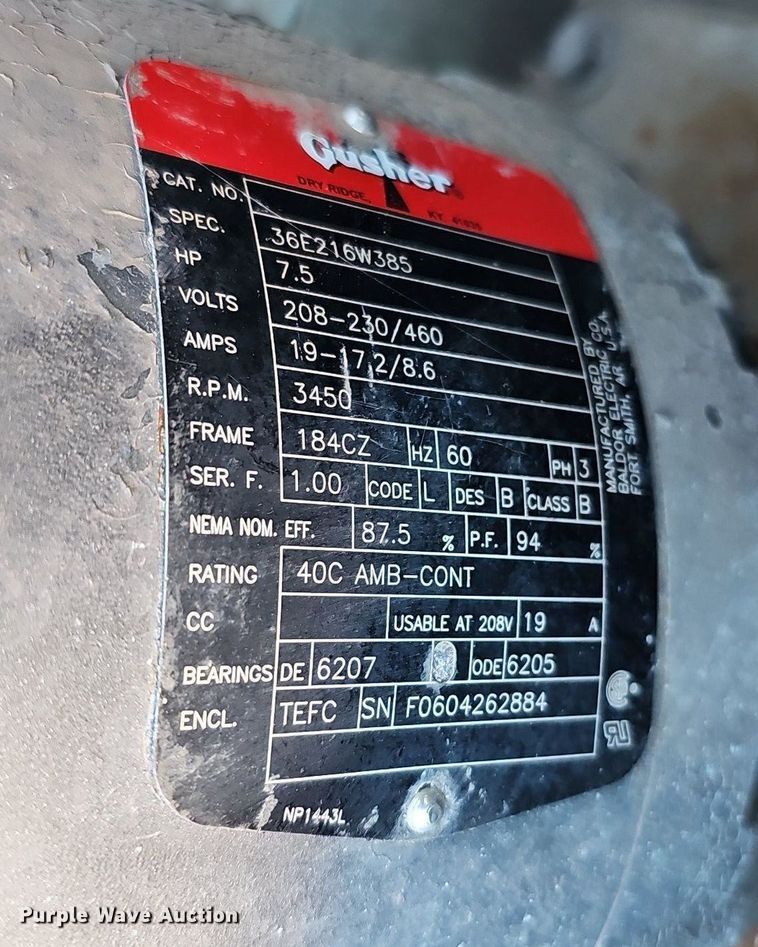 Gusher
DRY RIDGE, KY 41035
CAT. NO.
SPEC. 36E216W385
HP 7.5
VOLTS 208-230/460
AMPS 19-17.2/8.6
R.P.M. 3450
FRAME 184CZ HZ 60 PH 3
SER. F. 1.00 CODE L DES B CLASS B
NEMA NOM. EFF. 87.5 % P.F. 94 %
RATING 40C AMB-CONT
CC USABLE AT 208V 19 A
BEARINGS DE 6207 ODE 6205
ENCL. TEFC SN F0604262884
NP1443L
MANUFACTURED BY
BALDOR ELECTRIC CO.
FORT SMITH, AR U.S.A.
Purple Wave Auction